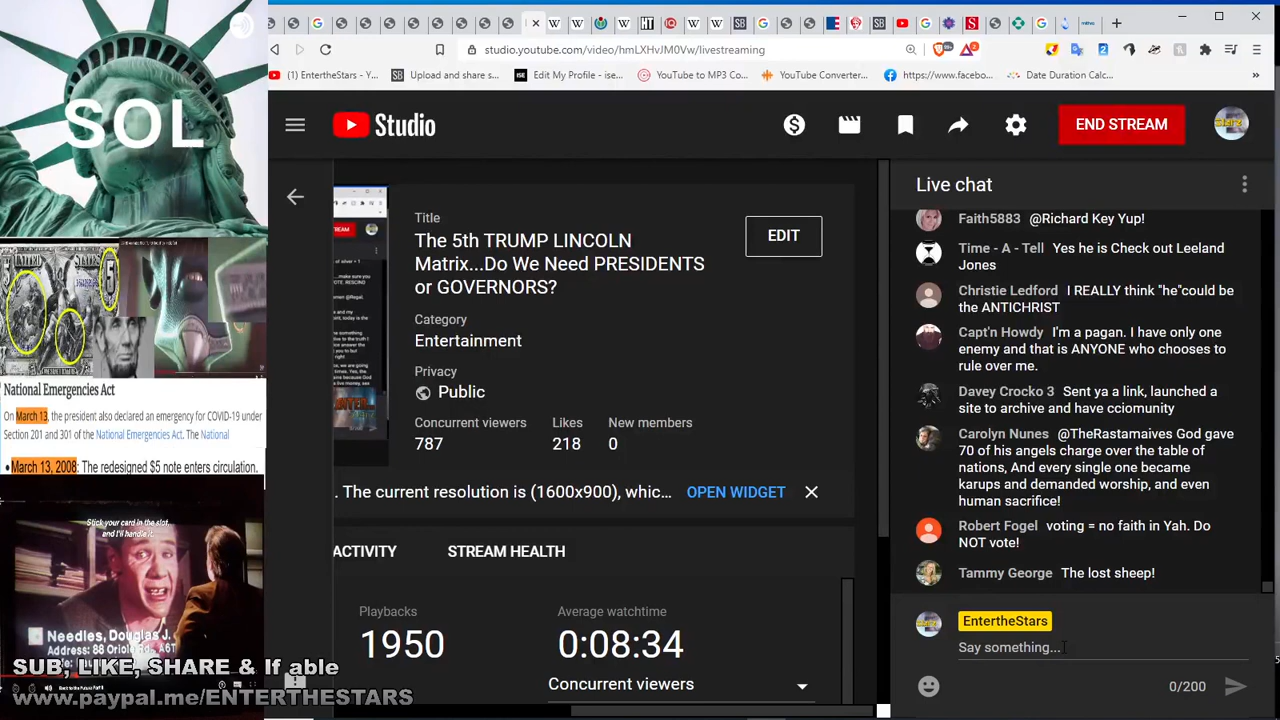 SOL
UNITED STATES
National Emergencies Act
On March 13, the president also declared an emergency for COVID-19 under
Section 201 and 301 of the National Emergencies Act. The National
•March 13, 2008: The redesigned $5 note enters circulation.
Stick your card in the slot...
and I'll handle it.
Needles, Douglas J.
Address: 88 Oriole Rd., A6T
SUB, LIKE, SHARE & If able
www.paypal.me/ENTERTHESTARS
studio.youtube.com/video/hmLXHvJM0Vw/livestreaming
(1) EntertheStars - Y...
Upload and share s...
Edit My Profile - ise...
YouTube to MP3 Co...
YouTube Converter...
https://www.facebo...
Date Duration Calc...
Studio
END STREAM
Title
The 5th TRUMP LINCOLN
Matrix...Do We Need PRESIDENTS
or GOVERNORS?
EDIT
Category
Entertainment
Privacy
Public
Concurrent viewers
787
Likes
218
New members
0
. The current resolution is (1600x900), whic...
OPEN WIDGET
ACTIVITY
STREAM HEALTH
Playbacks
1950
Average watchtime
0:08:34
Concurrent viewers
Live chat
Faith5883 @Richard Key Yup!
Time - A - Tell Yes he is Check out Leeland
Jones
Christie Ledford I REALLY think "he"could be
the ANTICHRIST
Capt'n Howdy I'm a pagan. I have only one
enemy and that is ANYONE who chooses to
rule over me.
Davey Crocko 3 Sent ya a link, launched a
site to archive and have cciomunity
Carolyn Nunes @TheRastamaives God gave
70 of his angels charge over the table of
nations, And every single one became
karups and demanded worship, and even
human sacrifice!
Robert Fogel voting = no faith in Yah. Do
NOT vote!
Tammy George The lost sheep!
EntertheStars
Say something...
0/200